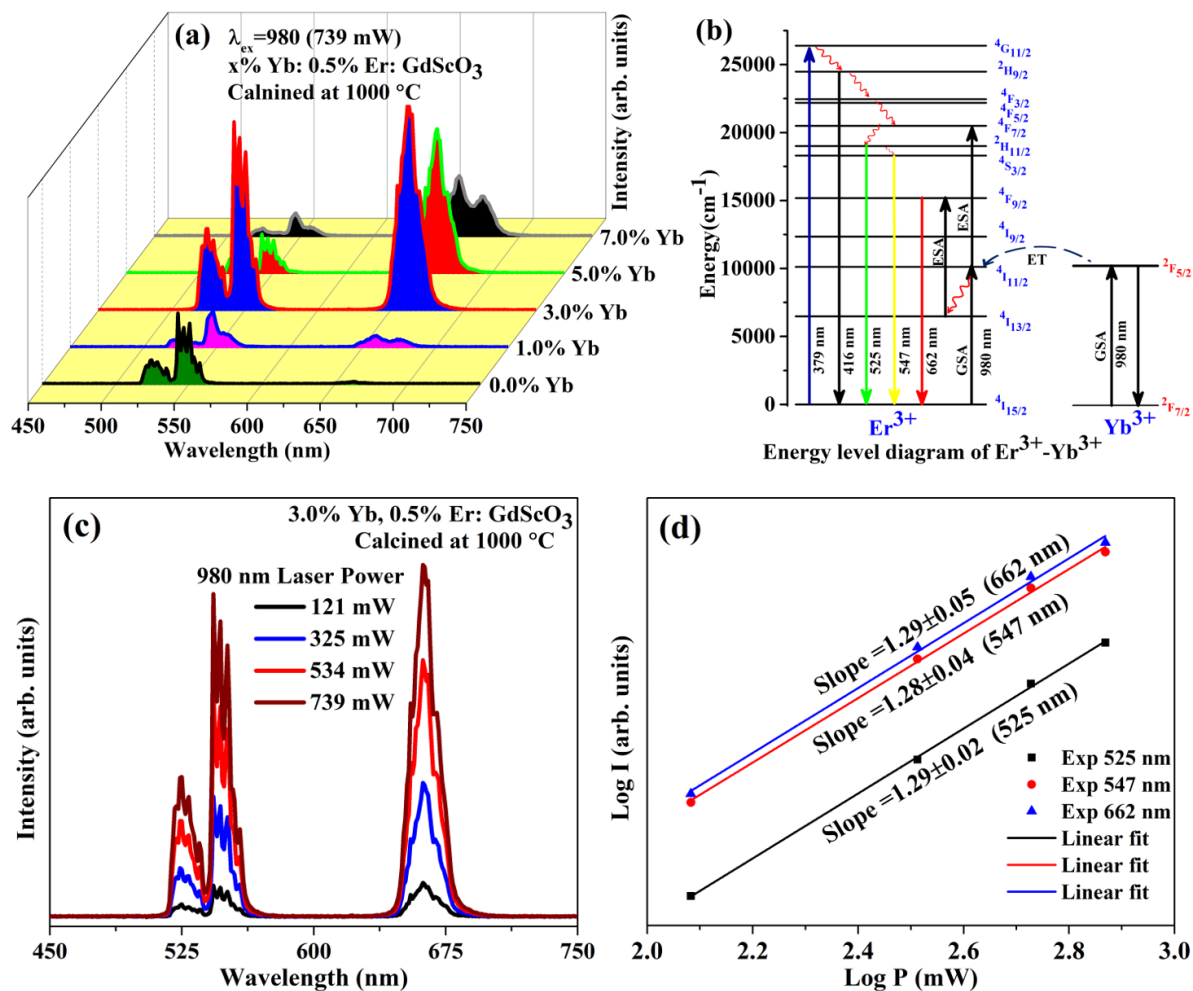 (a)
λex=980 (739 mW)
x% Yb: 0.5% Er: GdScO3
Calnined at 1000 °C
Intensity (arb. units)
7.0% Yb
5.0% Yb
3.0% Yb
1.0% Yb
0.0% Yb
450 500 550 600 650 700 750
Wavelength (nm)
(b)
Energy(cm-1)
25000
20000
15000
10000
5000
0
4G11/2
2H9/2
4F3/2
4F5/2
4F7/2
2H11/2
4S3/2
4F9/2
4I9/2
4I11/2
4I13/2
4I15/2
379 nm
416 nm
525 nm
547 nm
662 nm
GSA
980 nm
ESA
ESA
ET
GSA
980 nm
2F5/2
2F7/2
Er3+
Yb3+
Energy level diagram of Er3+-Yb3+
(c)
3.0% Yb, 0.5% Er: GdScO3
Calcined at 1000 °C
980 nm Laser Power
121 mW
325 mW
534 mW
739 mW
Intensity (arb. units)
450 525 600 675 750
Wavelength (nm)
(d)
Slope =1.29±0.05 (662 nm)
Slope =1.28±0.04 (547 nm)
Slope =1.29±0.02 (525 nm)
Exp 525 nm
Exp 547 nm
Exp 662 nm
Linear fit
Linear fit
Linear fit
Log I (arb. units)
2.0 2.2 2.4 2.6 2.8 3.0
Log P (mW)